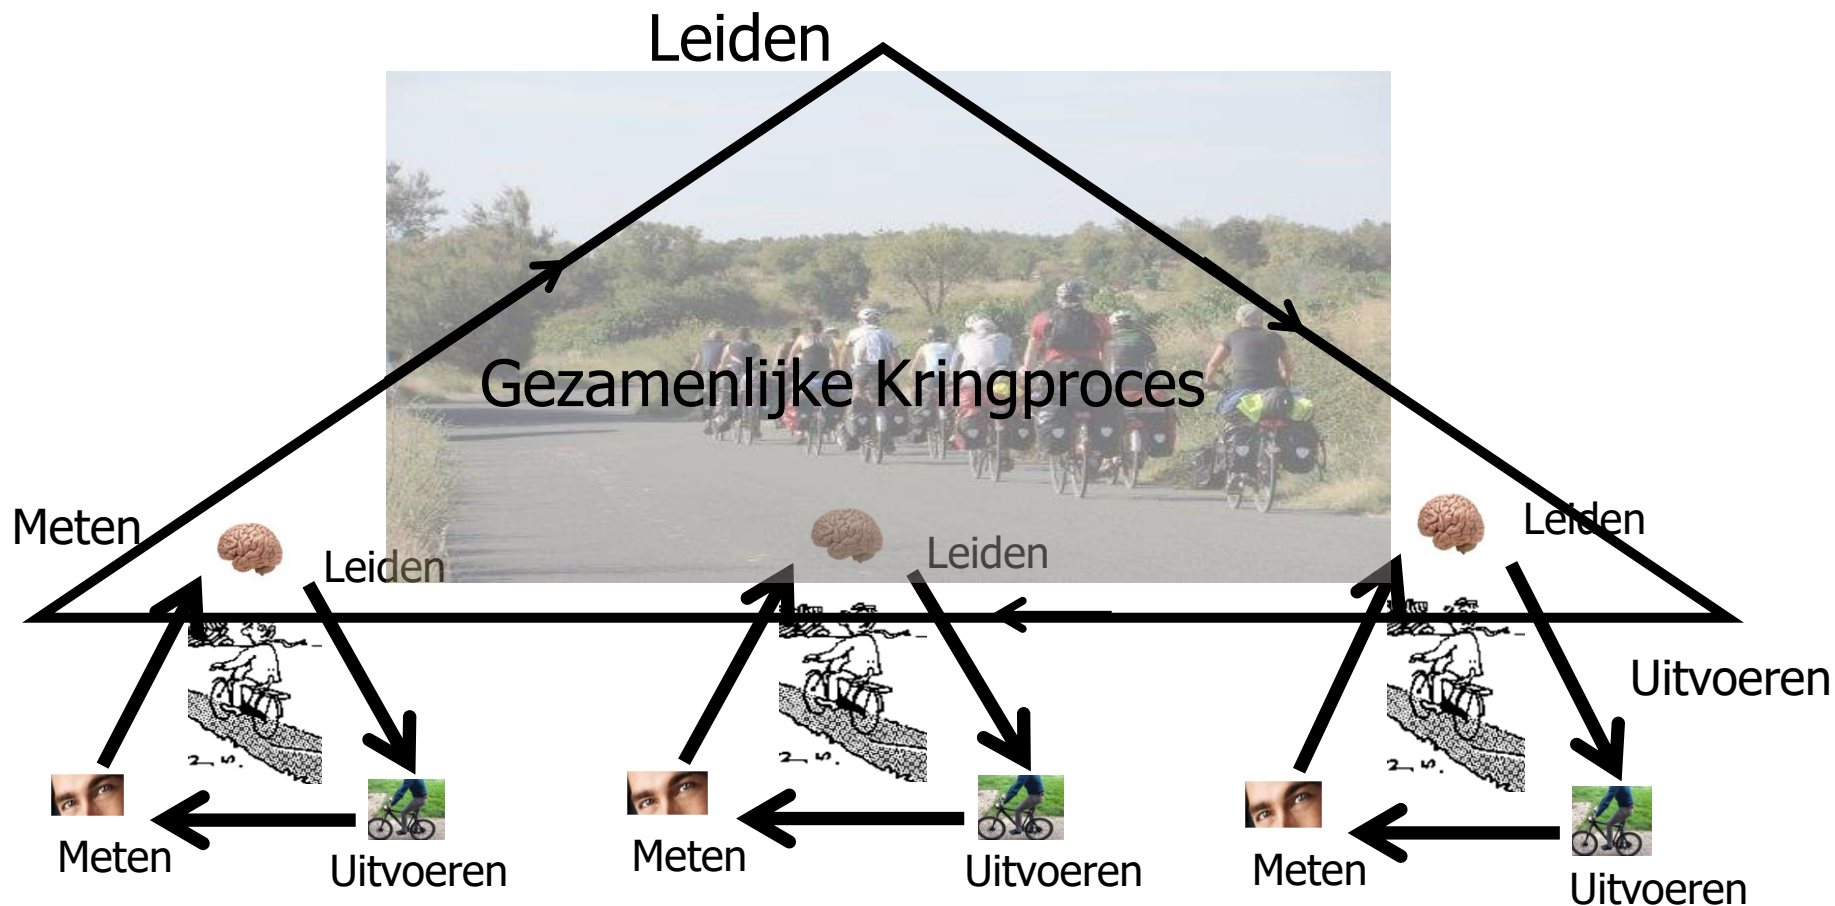 Leiden
Gezamenlijke Kringproces
Meten
Leiden
Leiden
Leiden
Uitvoeren
Meten
Uitvoeren
Meten
Uitvoeren
Meten
Uitvoeren